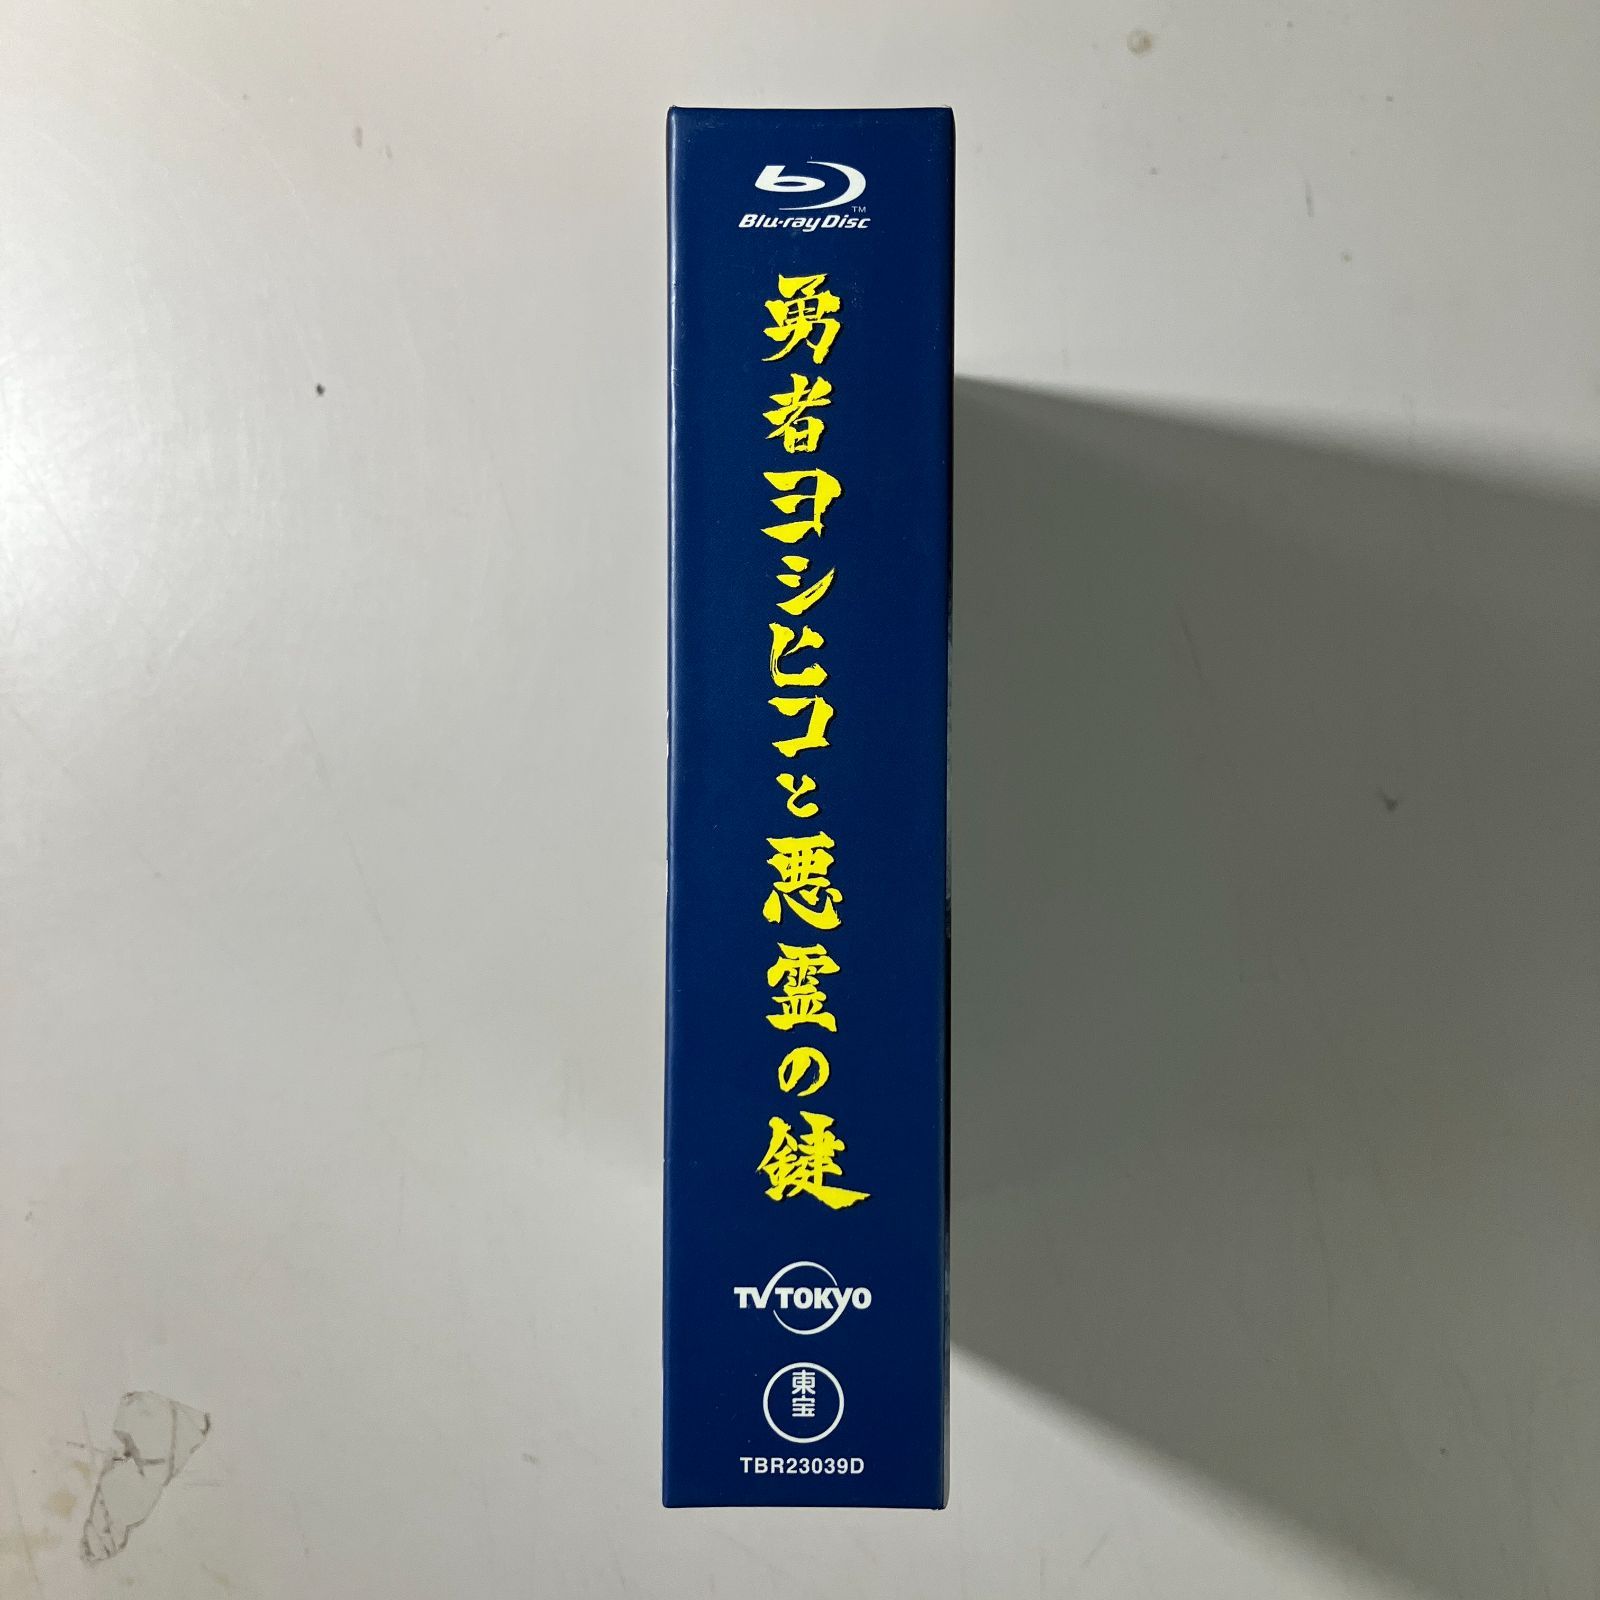 Blu-ray Disc
TM
勇者ヨシヒコと悪霊の鍵
TV TOKYO
東宝
TBR23039D